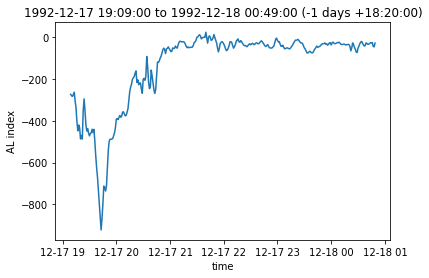 1992-12-17 19:09:00 to 1992-12-18 00:49:00 (-1 days +18:20:00)
0
−200
−400
−600
−800
AL index
12-17 19 12-17 20 12-17 21 12-17 22 12-17 23 12-18 00 12-18 01
time